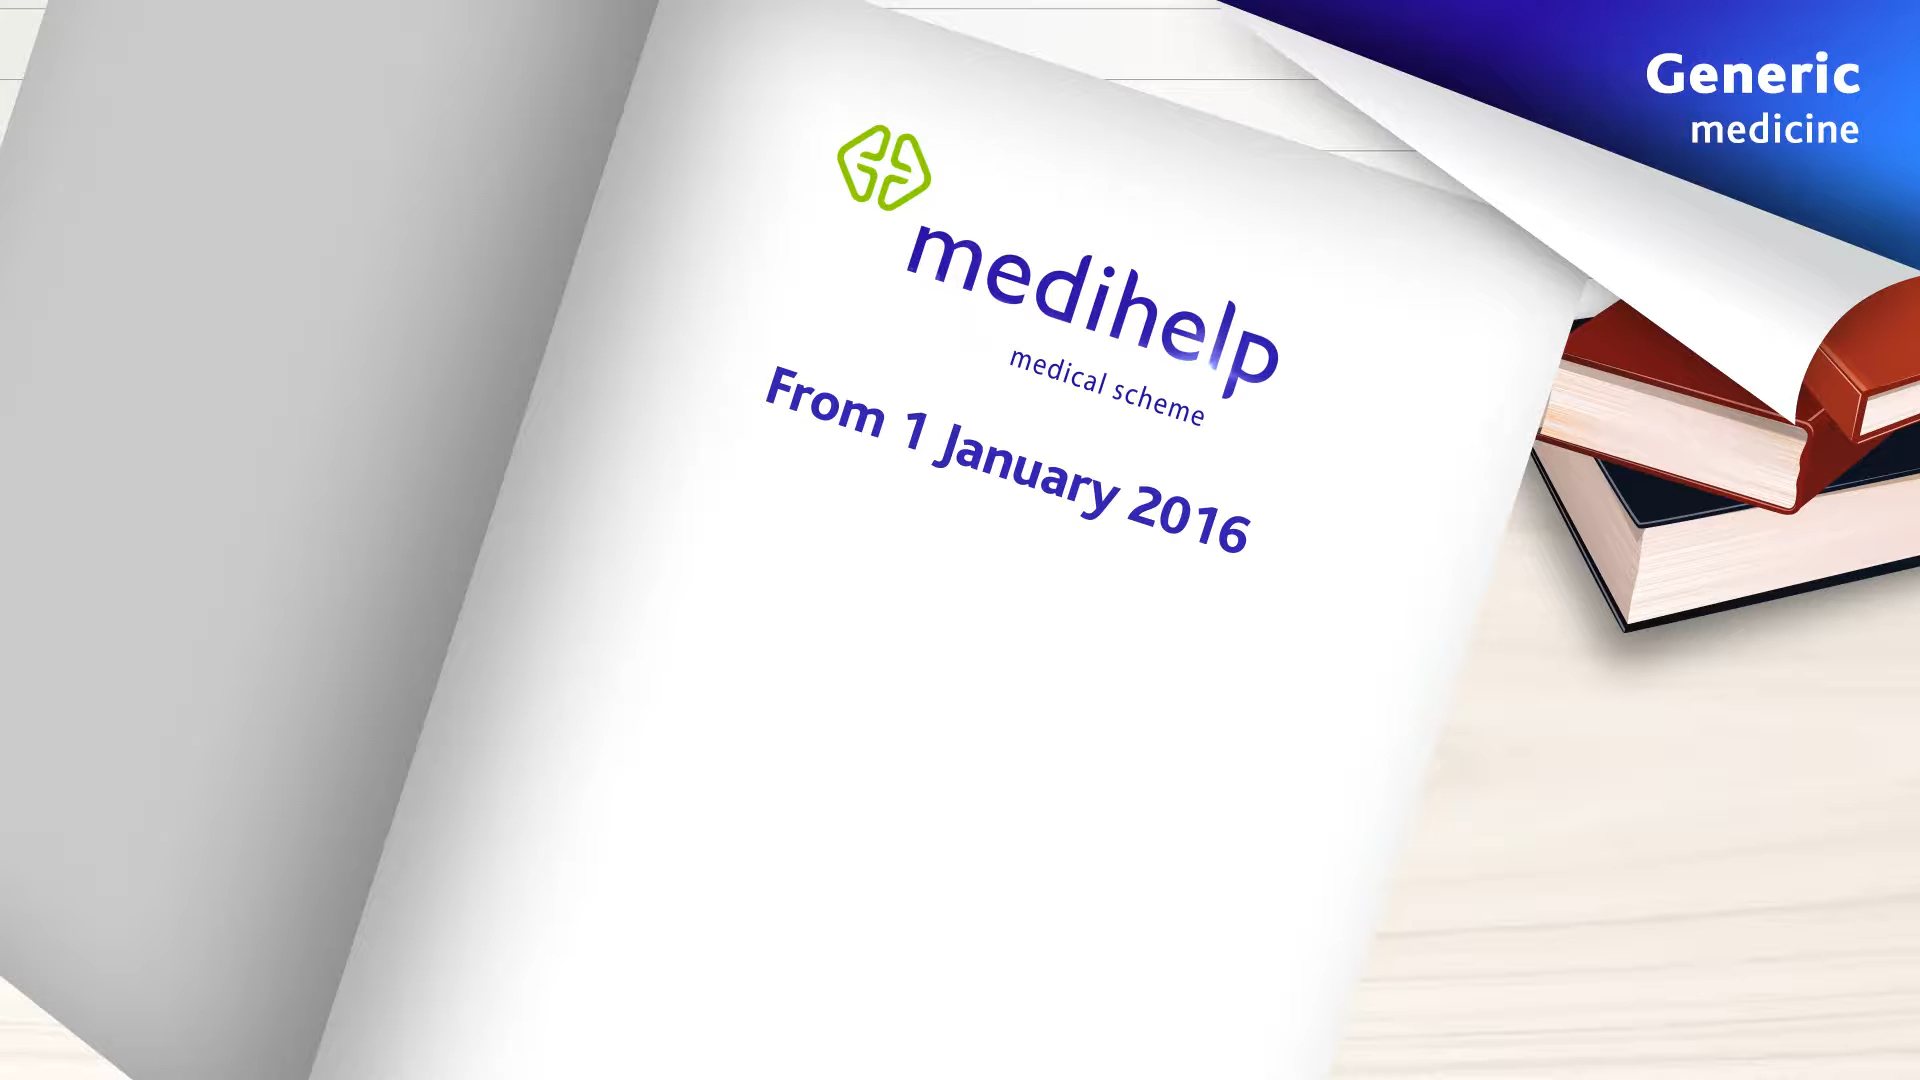 Generic
medicine
medihelp
medical scheme
From 1 January 2016